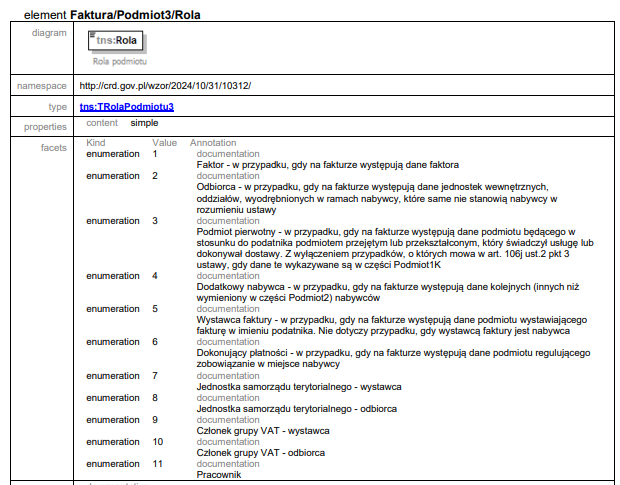 element Faktura/Podmiot3/Rola
diagram
tns:Rola
Rola podmiotu
namespace http://crd.gov.pl/wzor/2024/10/31/10312/
type tns:TRolaPodmiotu3
properties content simple
facets Kind Value Annotation
enumeration 1 documentation
Faktor - w przypadku, gdy na fakturze występują dane faktora
enumeration 2 documentation
Odbiorca - w przypadku, gdy na fakturze występują dane jednostek wewnętrznych,
oddziałów, wyodrębnionych w ramach nabywcy, które same nie stanowią nabywcy w
rozumieniu ustawy
enumeration 3 documentation
Podmiot pierwotny - w przypadku, gdy na fakturze występują dane podmiotu będącego w
stosunku do podatnika podmiotem przejętym lub przekształconym, który świadczył usługę lub
dokonywał dostawy. Z wyłączeniem przypadków, o których mowa w art. 106j ust.2 pkt 3
ustawy, gdy dane te wykazywane są w części Podmiot1K
enumeration 4 documentation
Dodatkowy nabywca - w przypadku, gdy na fakturze występują dane kolejnych (innych niż
wymieniony w części Podmiot2) nabywców
enumeration 5 documentation
Wystawca faktury - w przypadku, gdy na fakturze występują dane podmiotu wystawiającego
fakturę w imieniu podatnika. Nie dotyczy przypadku, gdy wystawcą faktury jest nabywca
enumeration 6 documentation
Dokonujący płatności - w przypadku, gdy na fakturze występują dane podmiotu regulującego
zobowiązanie w miejsce nabywcy
enumeration 7 documentation
Jednostka samorządu terytorialnego - wystawca
enumeration 8 documentation
Jednostka samorządu terytorialnego - odbiorca
enumeration 9 documentation
Członek grupy VAT - wystawca
enumeration 10 documentation
Członek grupy VAT - odbiorca
enumeration 11 documentation
Pracownik